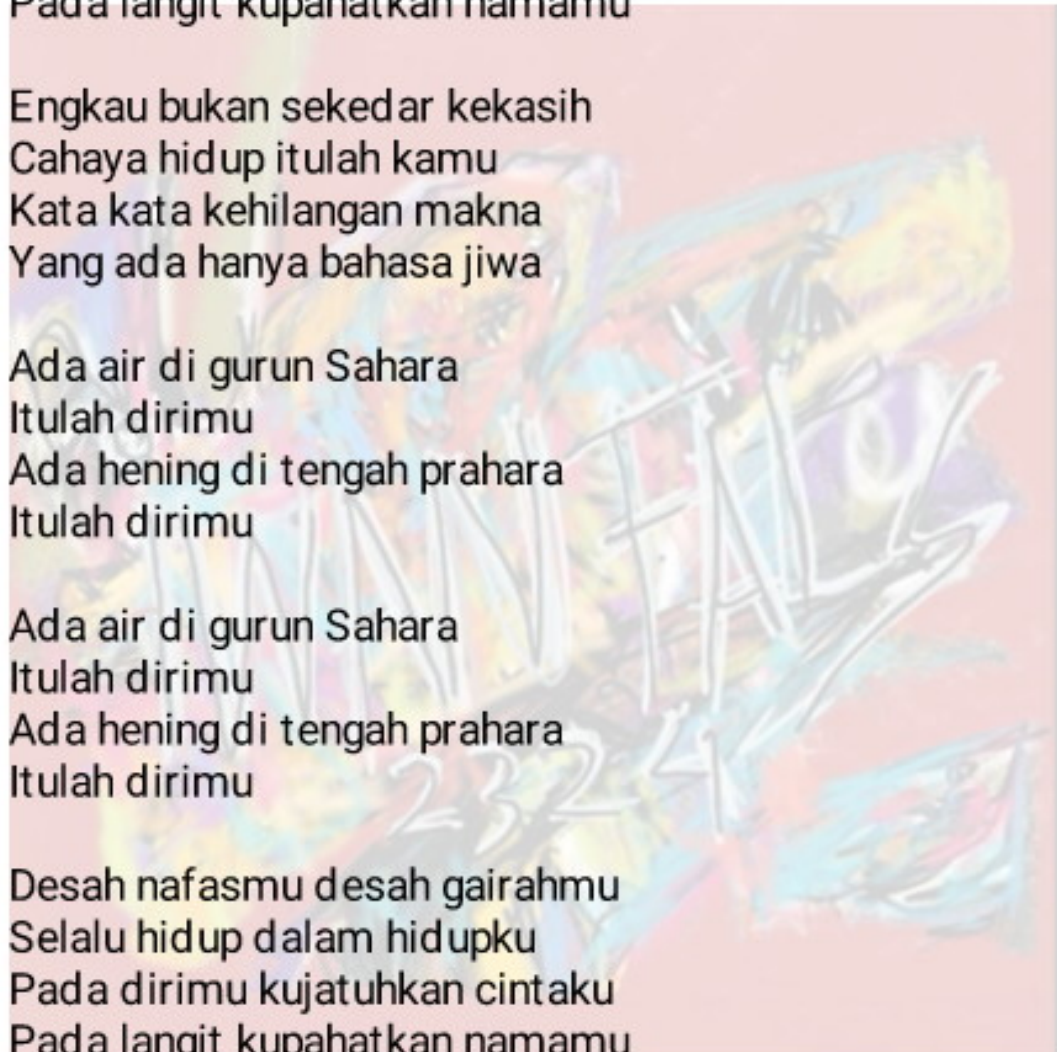 Pada langit kupahatkan namamu
Engkau bukan sekedar kekasih
Cahaya hidup itulah kamu
Kata kata kehilangan makna
Yang ada hanya bahasa jiwa
Ada air di gurun Sahara
Itulah dirimu
Ada hening di tengah prahara
Itulah dirimu
Ada air di gurun Sahara
Itulah dirimu
Ada hening di tengah prahara
Itulah dirimu
Desah nafasmu desah gairahmu
Selalu hidup dalam hidupku
Pada dirimu kujatuhkan cintaku
Pada langit kupahatkan namamu
FALS
2324